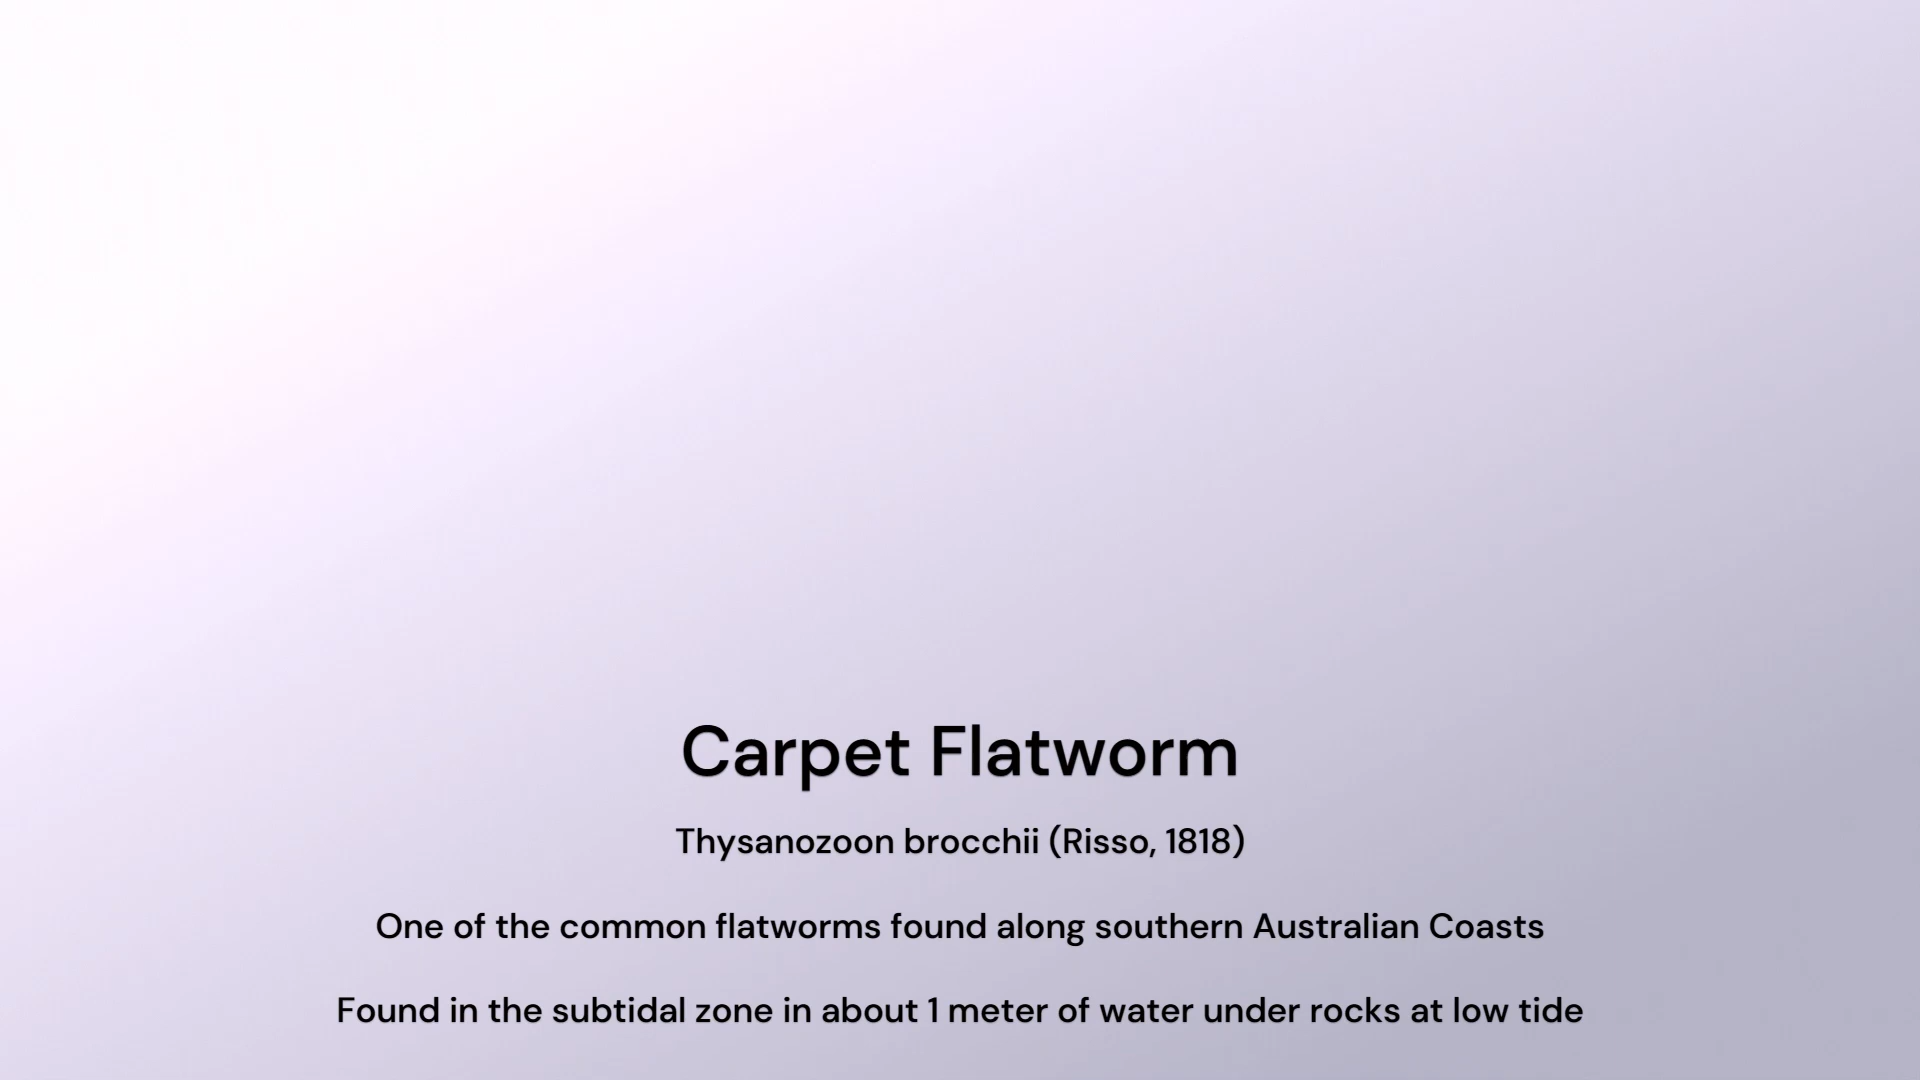 Carpet Flatworm
Thysanozoon brocchii (Risso, 1818)
One of the common flatworms found along southern Australian Coasts
Found in the subtidal zone in about 1 meter of water under rocks at low tide